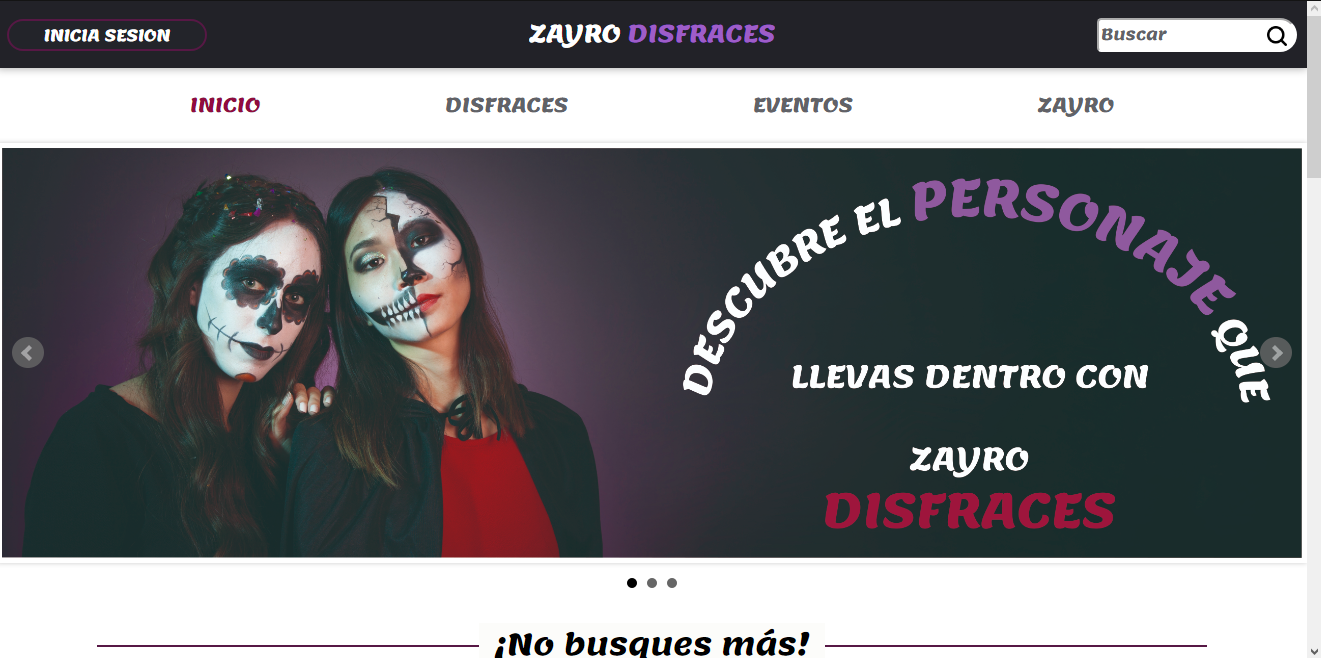 INICIA SESION
ZAYRO DISFRACES
Buscar
INICIO
DISFRACES
EVENTOS
ZAYRO
DESCUBRE EL PERSONAJE QUE
LLEVAS DENTRO CON
ZAYRO
DISFRACES
¡No busques más!